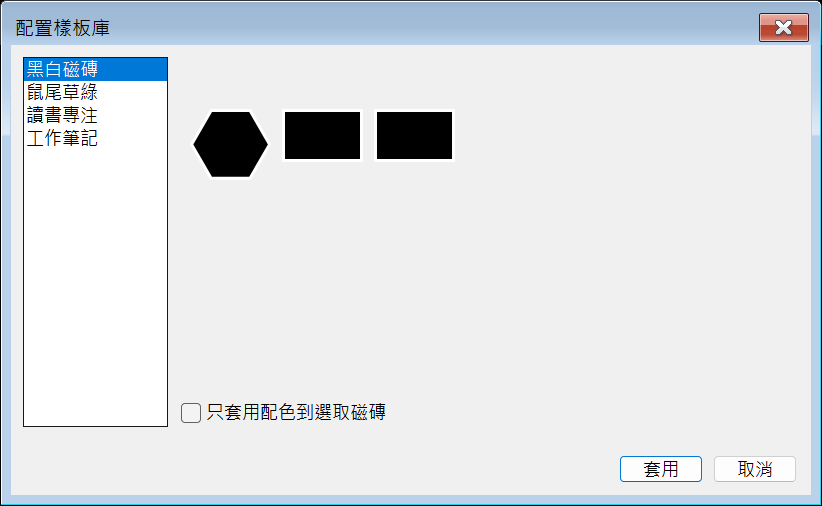 配置樣板庫
黑白磁磚
鼠尾草綠
讀書專注
工作筆記
只套用配色到選取磁磚
套用
取消